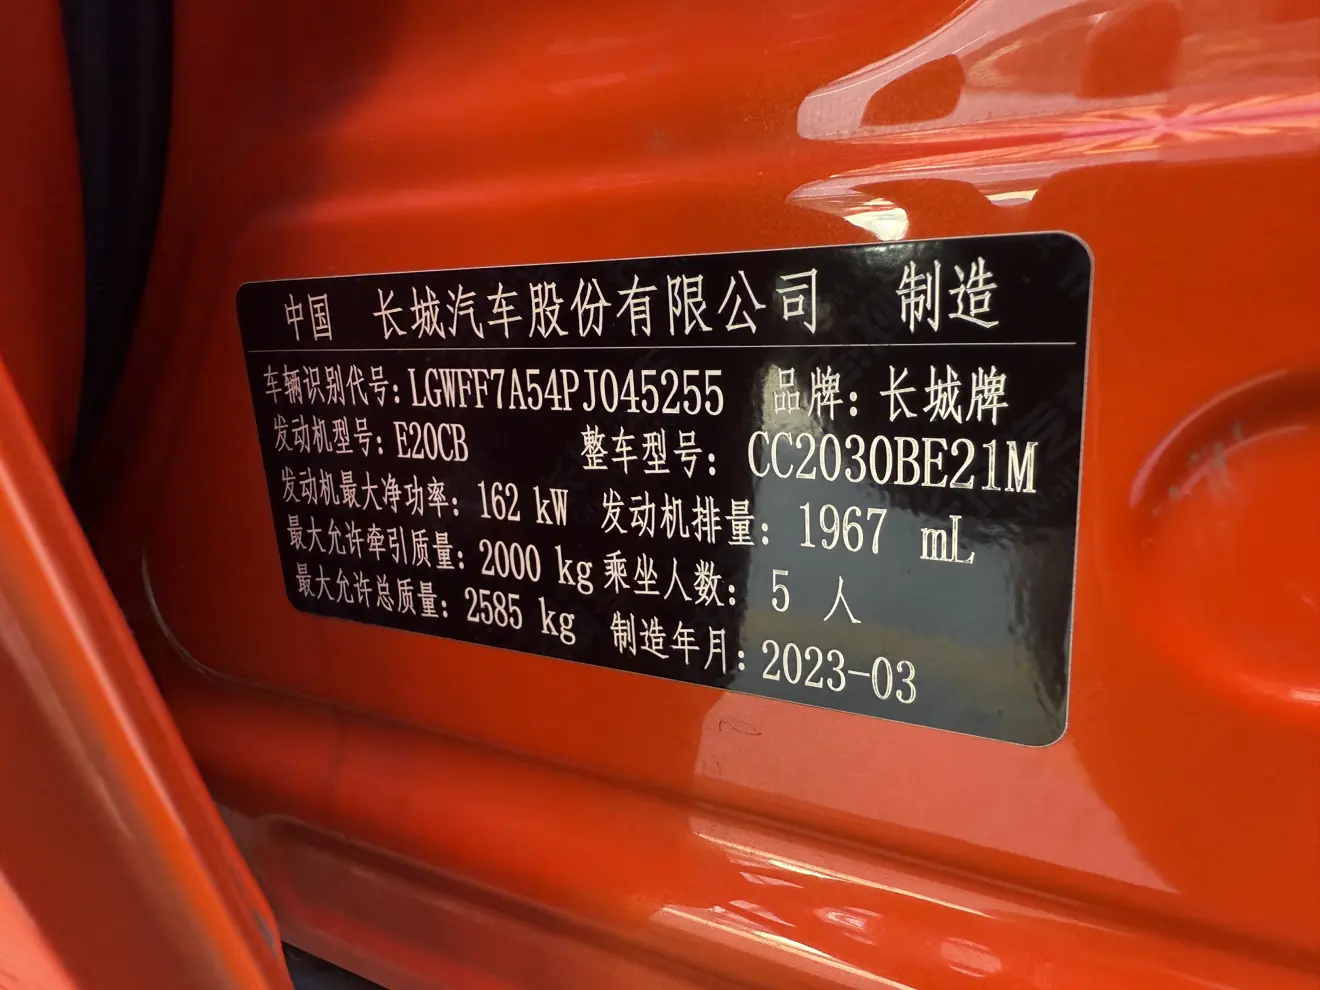 中国 长城汽车股份有限公司 制造
车辆识别代号: LGWFF7A54PJ045255 品牌: 长城牌
发动机型号: E20CB 整车型号: CC2030BE21M
发动机最大净功率: 162 kW 发动机排量: 1967 mL
最大允许牵引质量: 2000 kg 乘坐人数: 5 人
最大允许总质量: 2585 kg 制造年月: 2023-03